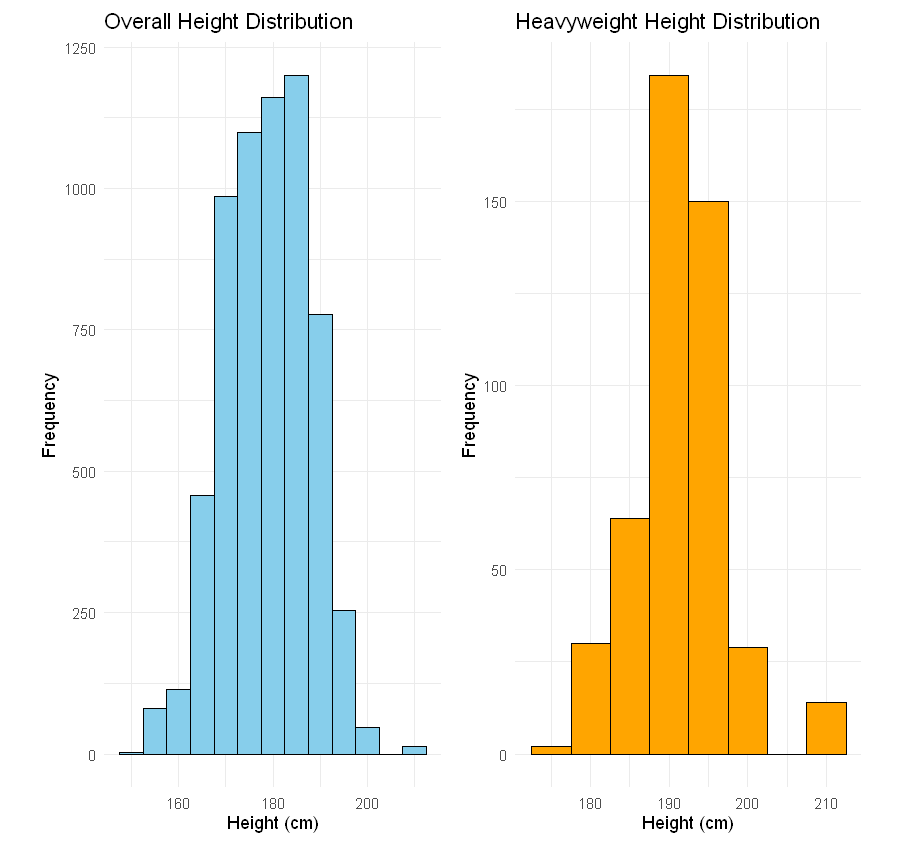 Overall Height Distribution
1250
1000
750
500
250
0
Frequency
160 180 200
Height (cm)
Heavyweight Height Distribution
150
100
50
0
Frequency
180 190 200 210
Height (cm)